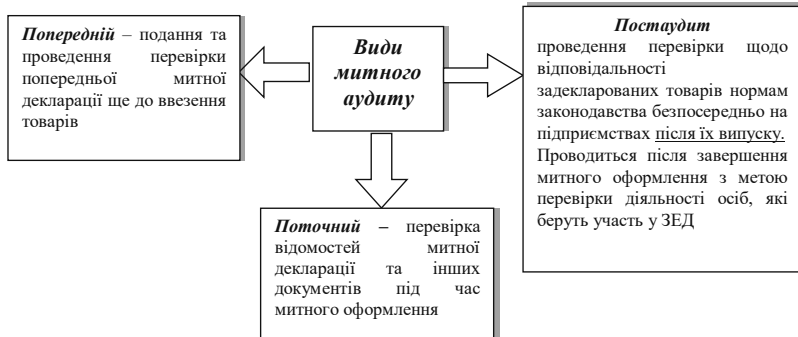 Попередній – подання та
проведення перевірки
попередньої митної
декларації ще до ввезення
товарів
Види
митного
аудиту
Постаудит
проведення перевірки щодо
відповідальності
задекларованих товарів нормам
законодавства безпосередньо на
підприємствах після їх випуску.
Проводиться після завершення
митного оформлення з метою
перевірки діяльності осіб, які
беруть участь у ЗЕД
Поточний – перевірка
відомостей митної
декларації та інших
документів під час
митного оформлення